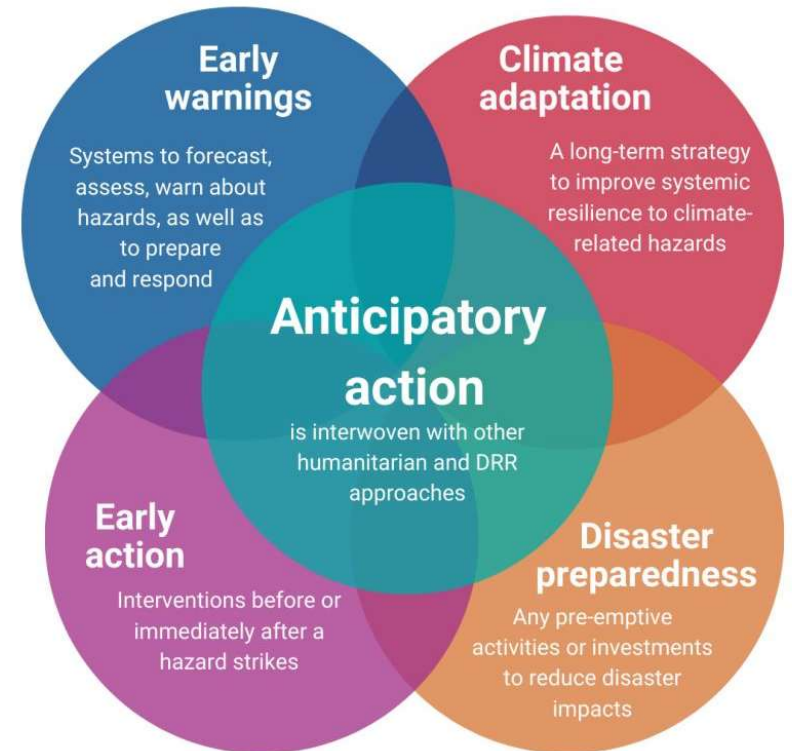 Early
warnings
Systems to forecast,
assess, warn about
hazards, as well as
to prepare
and respond
Climate
adaptation
A long-term strategy
to improve systemic
resilience to climate-
related hazards
Anticipatory
action
is interwoven with other
humanitarian and DRR
approaches
Early
action
Interventions before or
immediately after a
hazard strikes
Disaster
preparedness
Any pre-emptive
activities or investments
to reduce disaster
impacts